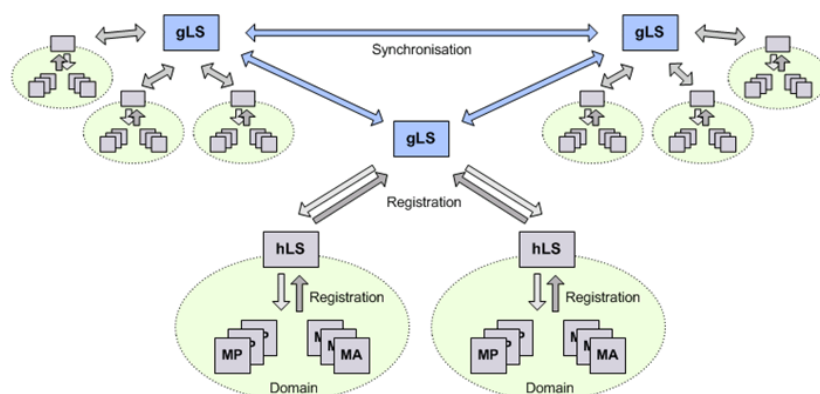 gLS
gLS
Synchronisation
gLS
Registration
hLS
hLS
Registration
Registration
MP
MA
MP
MA
Domain
Domain